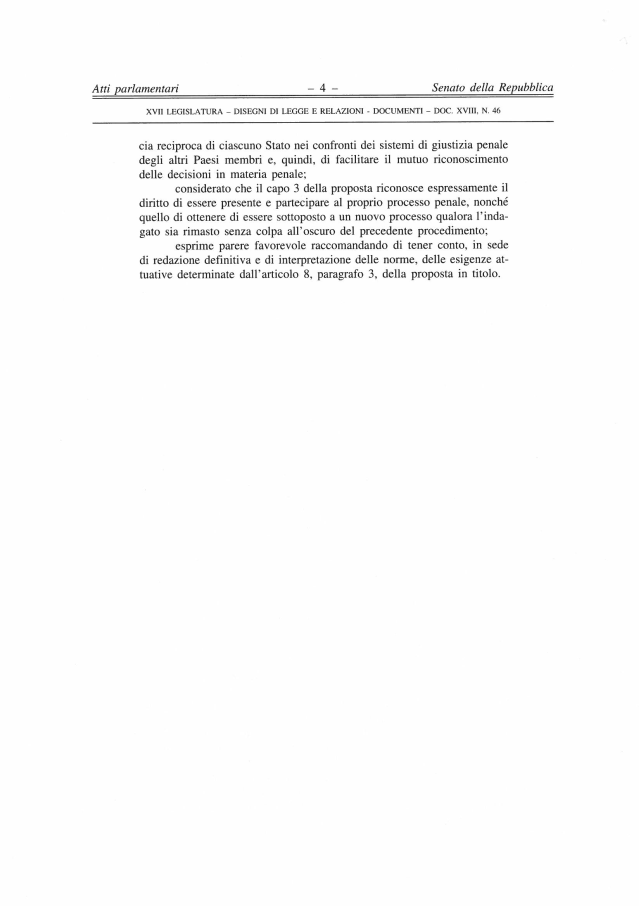 Atti parlamentari – 4 – Senato della Repubblica
XVII LEGISLATURA – DISEGNI DI LEGGE E RELAZIONI - DOCUMENTI – DOC. XVIII, N. 46
cia reciproca di ciascuno Stato nei confronti dei sistemi di giustizia penale
degli altri Paesi membri e, quindi, di facilitare il mutuo riconoscimento
delle decisioni in materia penale;
considerato che il capo 3 della proposta riconosce espressamente il
diritto di essere presente e partecipare al proprio processo penale, nonché
quello di ottenere di essere sottoposto a un nuovo processo qualora l'inda-
gato sia rimasto senza colpa all'oscuro del precedente procedimento;
esprime parere favorevole raccomandando di tener conto, in sede
di redazione definitiva e di interpretazione delle norme, delle esigenze at-
tuative determinate dall'articolo 8, paragrafo 3, della proposta in titolo.